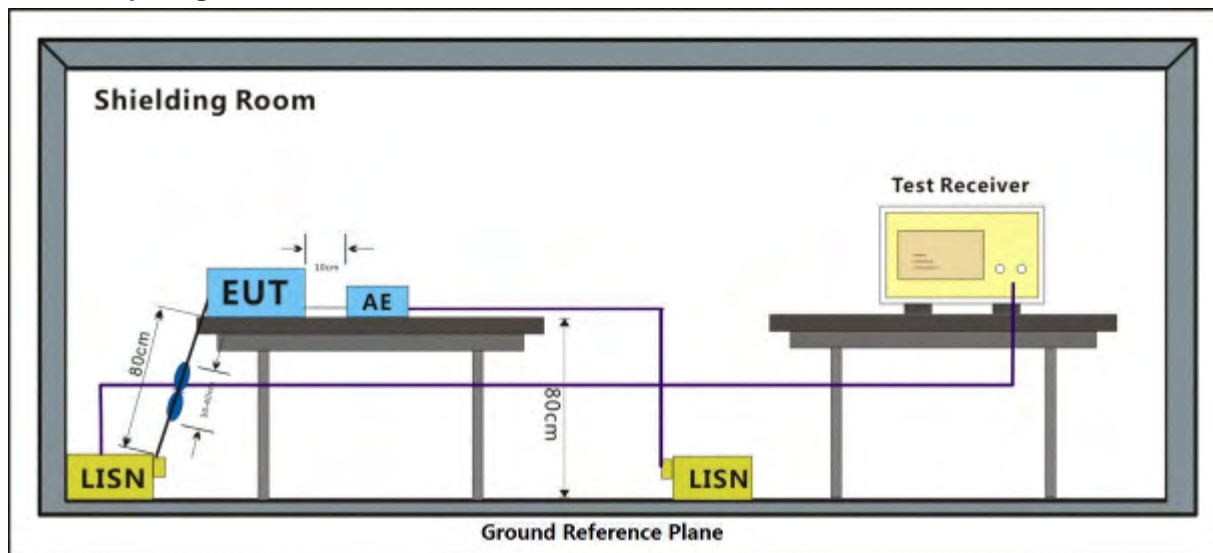 Shielding Room
Test Receiver
10cm
EUT
AE
80cm
80cm
LISN
LISN
Ground Reference Plane